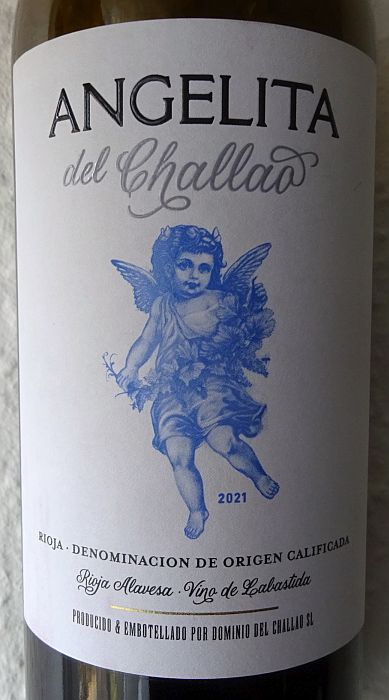 ANGELITA
del Challao
2021
RIOJA · DENOMINACION DE ORIGEN CALIFICADA
Rioja Alavesa · Vino de Labastida
PRODUCIDO & EMBOTELLADO POR DOMINIO DEL CHALLAO SL